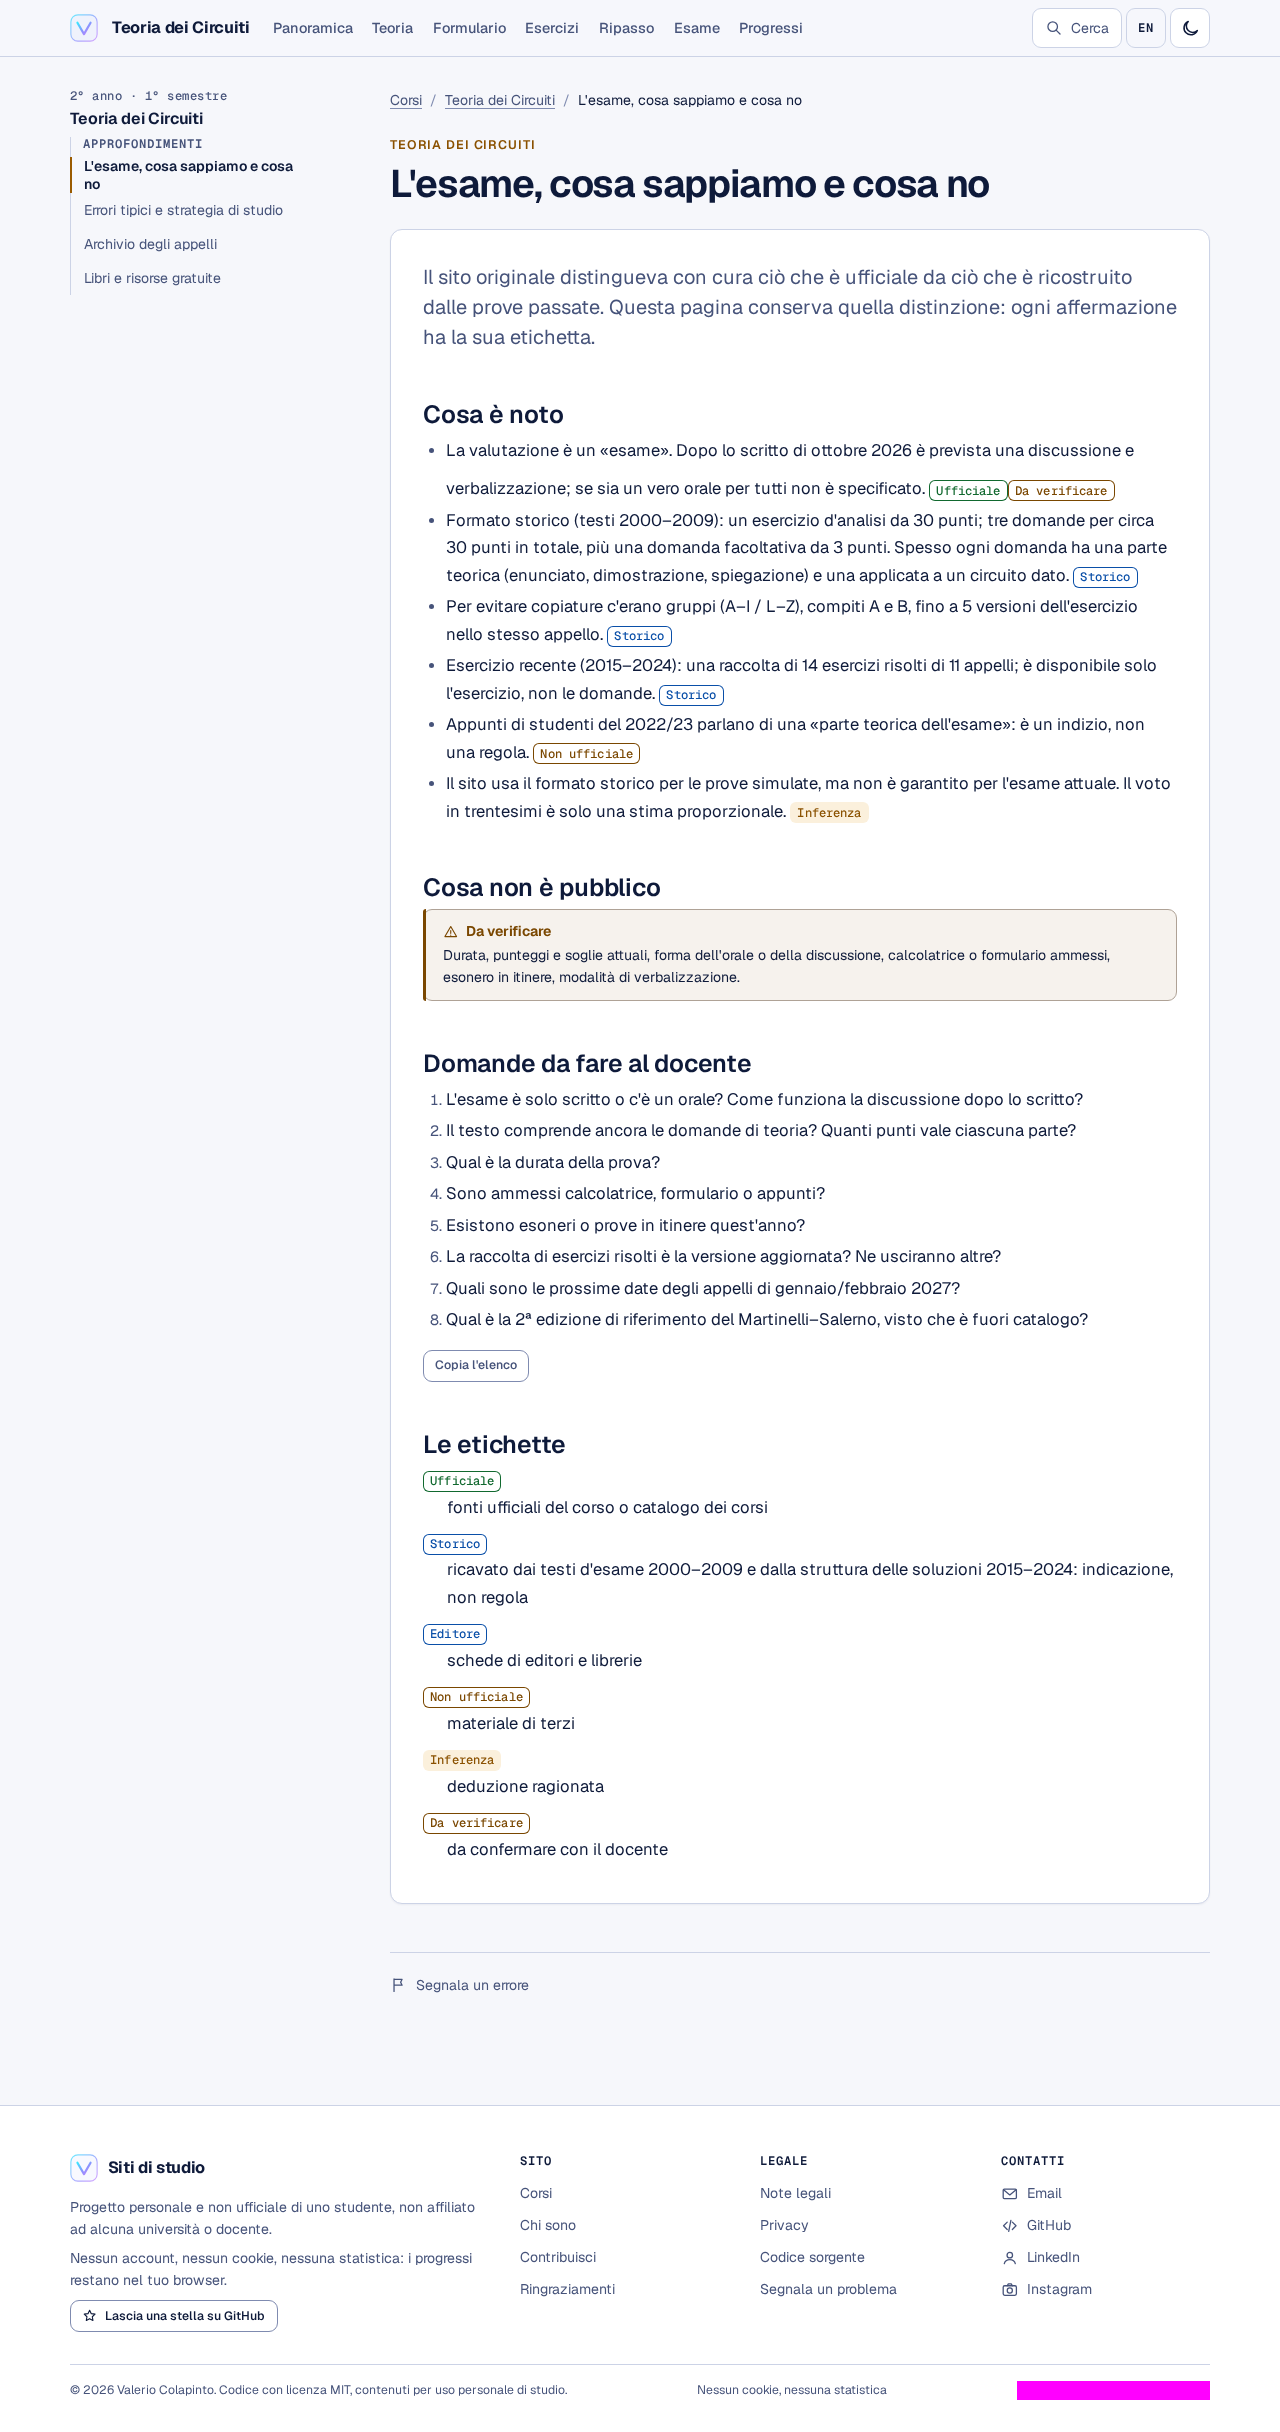 Teoria dei Circuiti Panoramica Teoria Formulario Esercizi Ripasso Esame Progressi Cerca EN
2º anno · 1º semestre
Teoria dei Circuiti
APPROFONDIMENTI
L'esame, cosa sappiamo e cosa
no
Errori tipici e strategia di studio
Archivio degli appelli
Libri e risorse gratuite
Corsi / Teoria dei Circuiti / L'esame, cosa sappiamo e cosa no
TEORIA DEI CIRCUITI
L'esame, cosa sappiamo e cosa no
Il sito originale distingueva con cura ciò che è ufficiale da ciò che è ricostruito
dalle prove passate. Questa pagina conserva quella distinzione: ogni affermazione
ha la sua etichetta.
Cosa è noto
• La valutazione è un «esame». Dopo lo scritto di ottobre 2026 è prevista una discussione e
verbalizzazione; se sia un vero orale per tutti non è specificato. Ufficiale Da verificare
• Formato storico (testi 2000–2009): un esercizio d'analisi da 30 punti; tre domande per circa
30 punti in totale, più una domanda facoltativa da 3 punti. Spesso ogni domanda ha una parte
teorica (enunciato, dimostrazione, spiegazione) e una applicata a un circuito dato. Storico
• Per evitare copiature c'erano gruppi (A–I / L–Z), compiti A e B, fino a 5 versioni dell'esercizio
nello stesso appello. Storico
• Esercizio recente (2015–2024): una raccolta di 14 esercizi risolti di 11 appelli; è disponibile solo
l'esercizio, non le domande. Storico
• Appunti di studenti del 2022/23 parlano di una «parte teorica dell'esame»: è un indizio, non
una regola. Non ufficiale
• Il sito usa il formato storico per le prove simulate, ma non è garantito per l'esame attuale. Il voto
in trentesimi è solo una stima proporzionale. Inferenza
Cosa non è pubblico
Da verificare
Durata, punteggi e soglie attuali, forma dell'orale o della discussione, calcolatrice o formulario ammessi,
esonero in itinere, modalità di verbalizzazione.
Domande da fare al docente
1. L'esame è solo scritto o c'è un orale? Come funziona la discussione dopo lo scritto?
2. Il testo comprende ancora le domande di teoria? Quanti punti vale ciascuna parte?
3. Qual è la durata della prova?
4. Sono ammessi calcolatrice, formulario o appunti?
5. Esistono esoneri o prove in itinere quest'anno?
6. La raccolta di esercizi risolti è la versione aggiornata? Ne usciranno altre?
7. Quali sono le prossime date degli appelli di gennaio/febbraio 2027?
8. Qual è la 2ª edizione di riferimento del Martinelli–Salerno, visto che è fuori catalogo?
Copia l'elenco
Le etichette
Ufficiale
fonti ufficiali del corso o catalogo dei corsi
Storico
ricavato dai testi d'esame 2000–2009 e dalla struttura delle soluzioni 2015–2024: indicazione,
non regola
Editore
schede di editori e librerie
Non ufficiale
materiale di terzi
Inferenza
deduzione ragionata
Da verificare
da confermare con il docente
Segnala un errore
Siti di studio
Progetto personale e non ufficiale di uno studente, non affiliato
ad alcuna università o docente.
Nessun account, nessun cookie, nessuna statistica: i progressi
restano nel tuo browser.
Lascia una stella su GitHub
SITO
Corsi
Chi sono
Contribuisci
Ringraziamenti
LEGALE
Note legali
Privacy
Codice sorgente
Segnala un problema
CONTATTI
Email
GitHub
LinkedIn
Instagram
© 2026 Valerio Colapinto. Codice con licenza MIT, contenuti per uso personale di studio. Nessun cookie, nessuna statistica